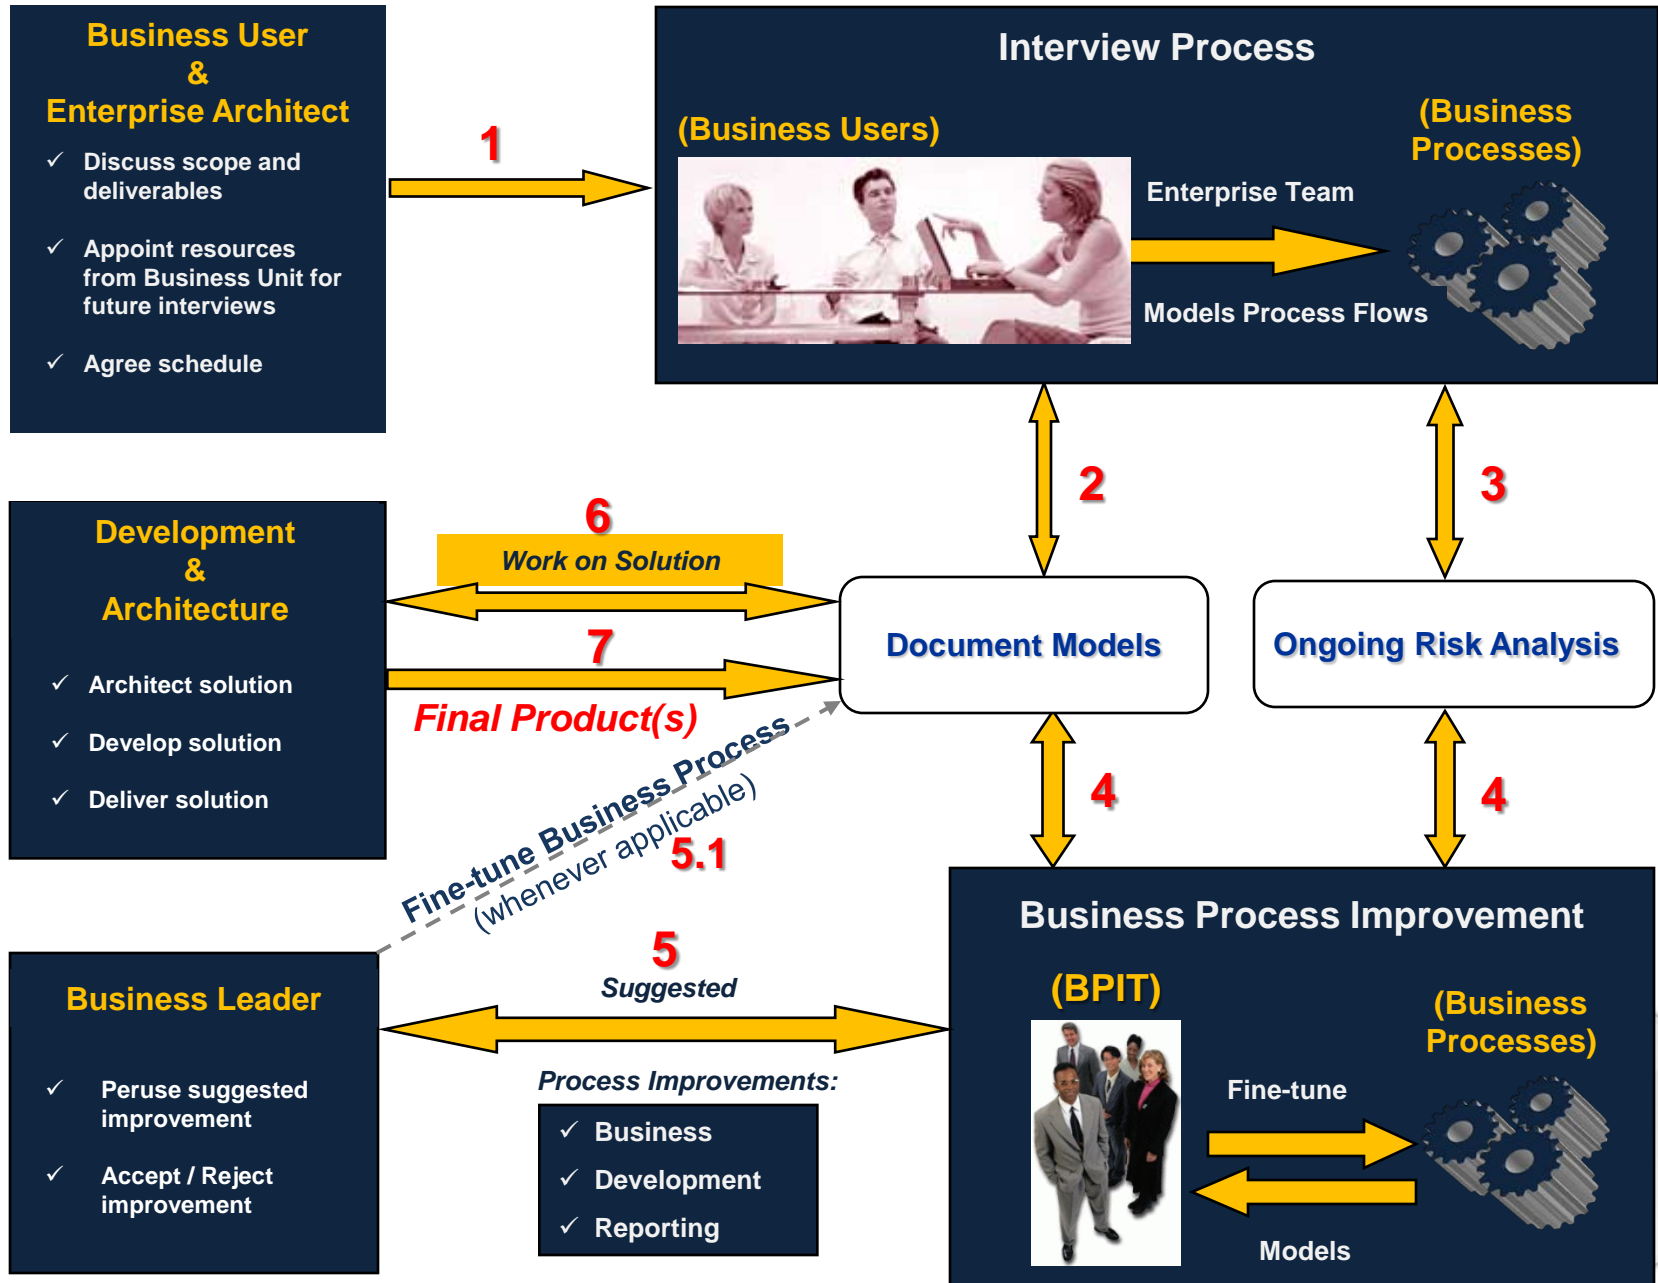 Business User
&
Enterprise Architect
✓ Discuss scope and
deliverables
✓ Appoint resources
from Business Unit for
future interviews
✓ Agree schedule
1
Interview Process
(Business Users)
(Business
Processes)
Enterprise Team
Models Process Flows
2
3
Development
&
Architecture
✓ Architect solution
✓ Develop solution
✓ Deliver solution
6
Work on Solution
7
Final Product(s)
Document Models
Ongoing Risk Analysis
Fine-tune Business Process
(whenever applicable)
5.1
4
4
Business Leader
✓ Peruse suggested
improvement
✓ Accept / Reject
improvement
5
Suggested
Process Improvements:
✓ Business
✓ Development
✓ Reporting
Business Process Improvement
(BPIT)
(Business
Processes)
Fine-tune
Models